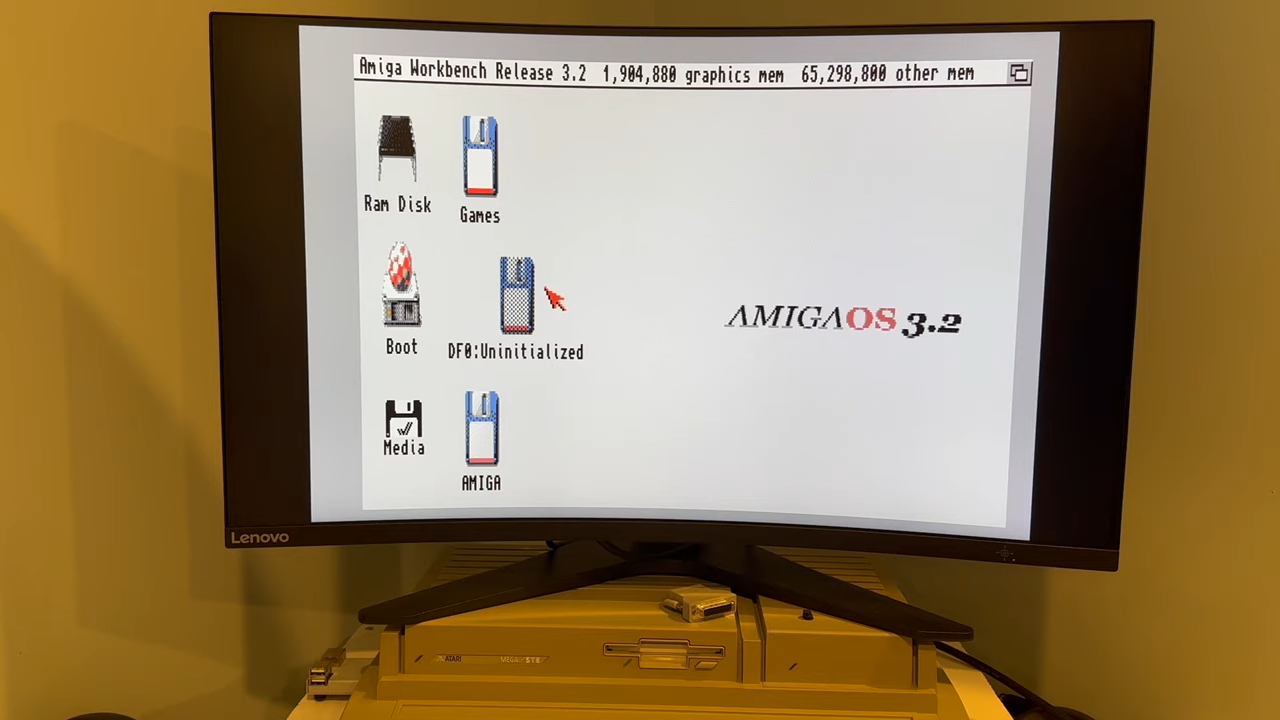 Amiga Workbench Release 3.2 1,904,880 graphics mem 65,298,800 other mem
Ram Disk
Games
Boot
DF0:Uninitialized
AMIGAOS 3.2
Media
AMIGA
Lenovo
ATARI MEGA STE